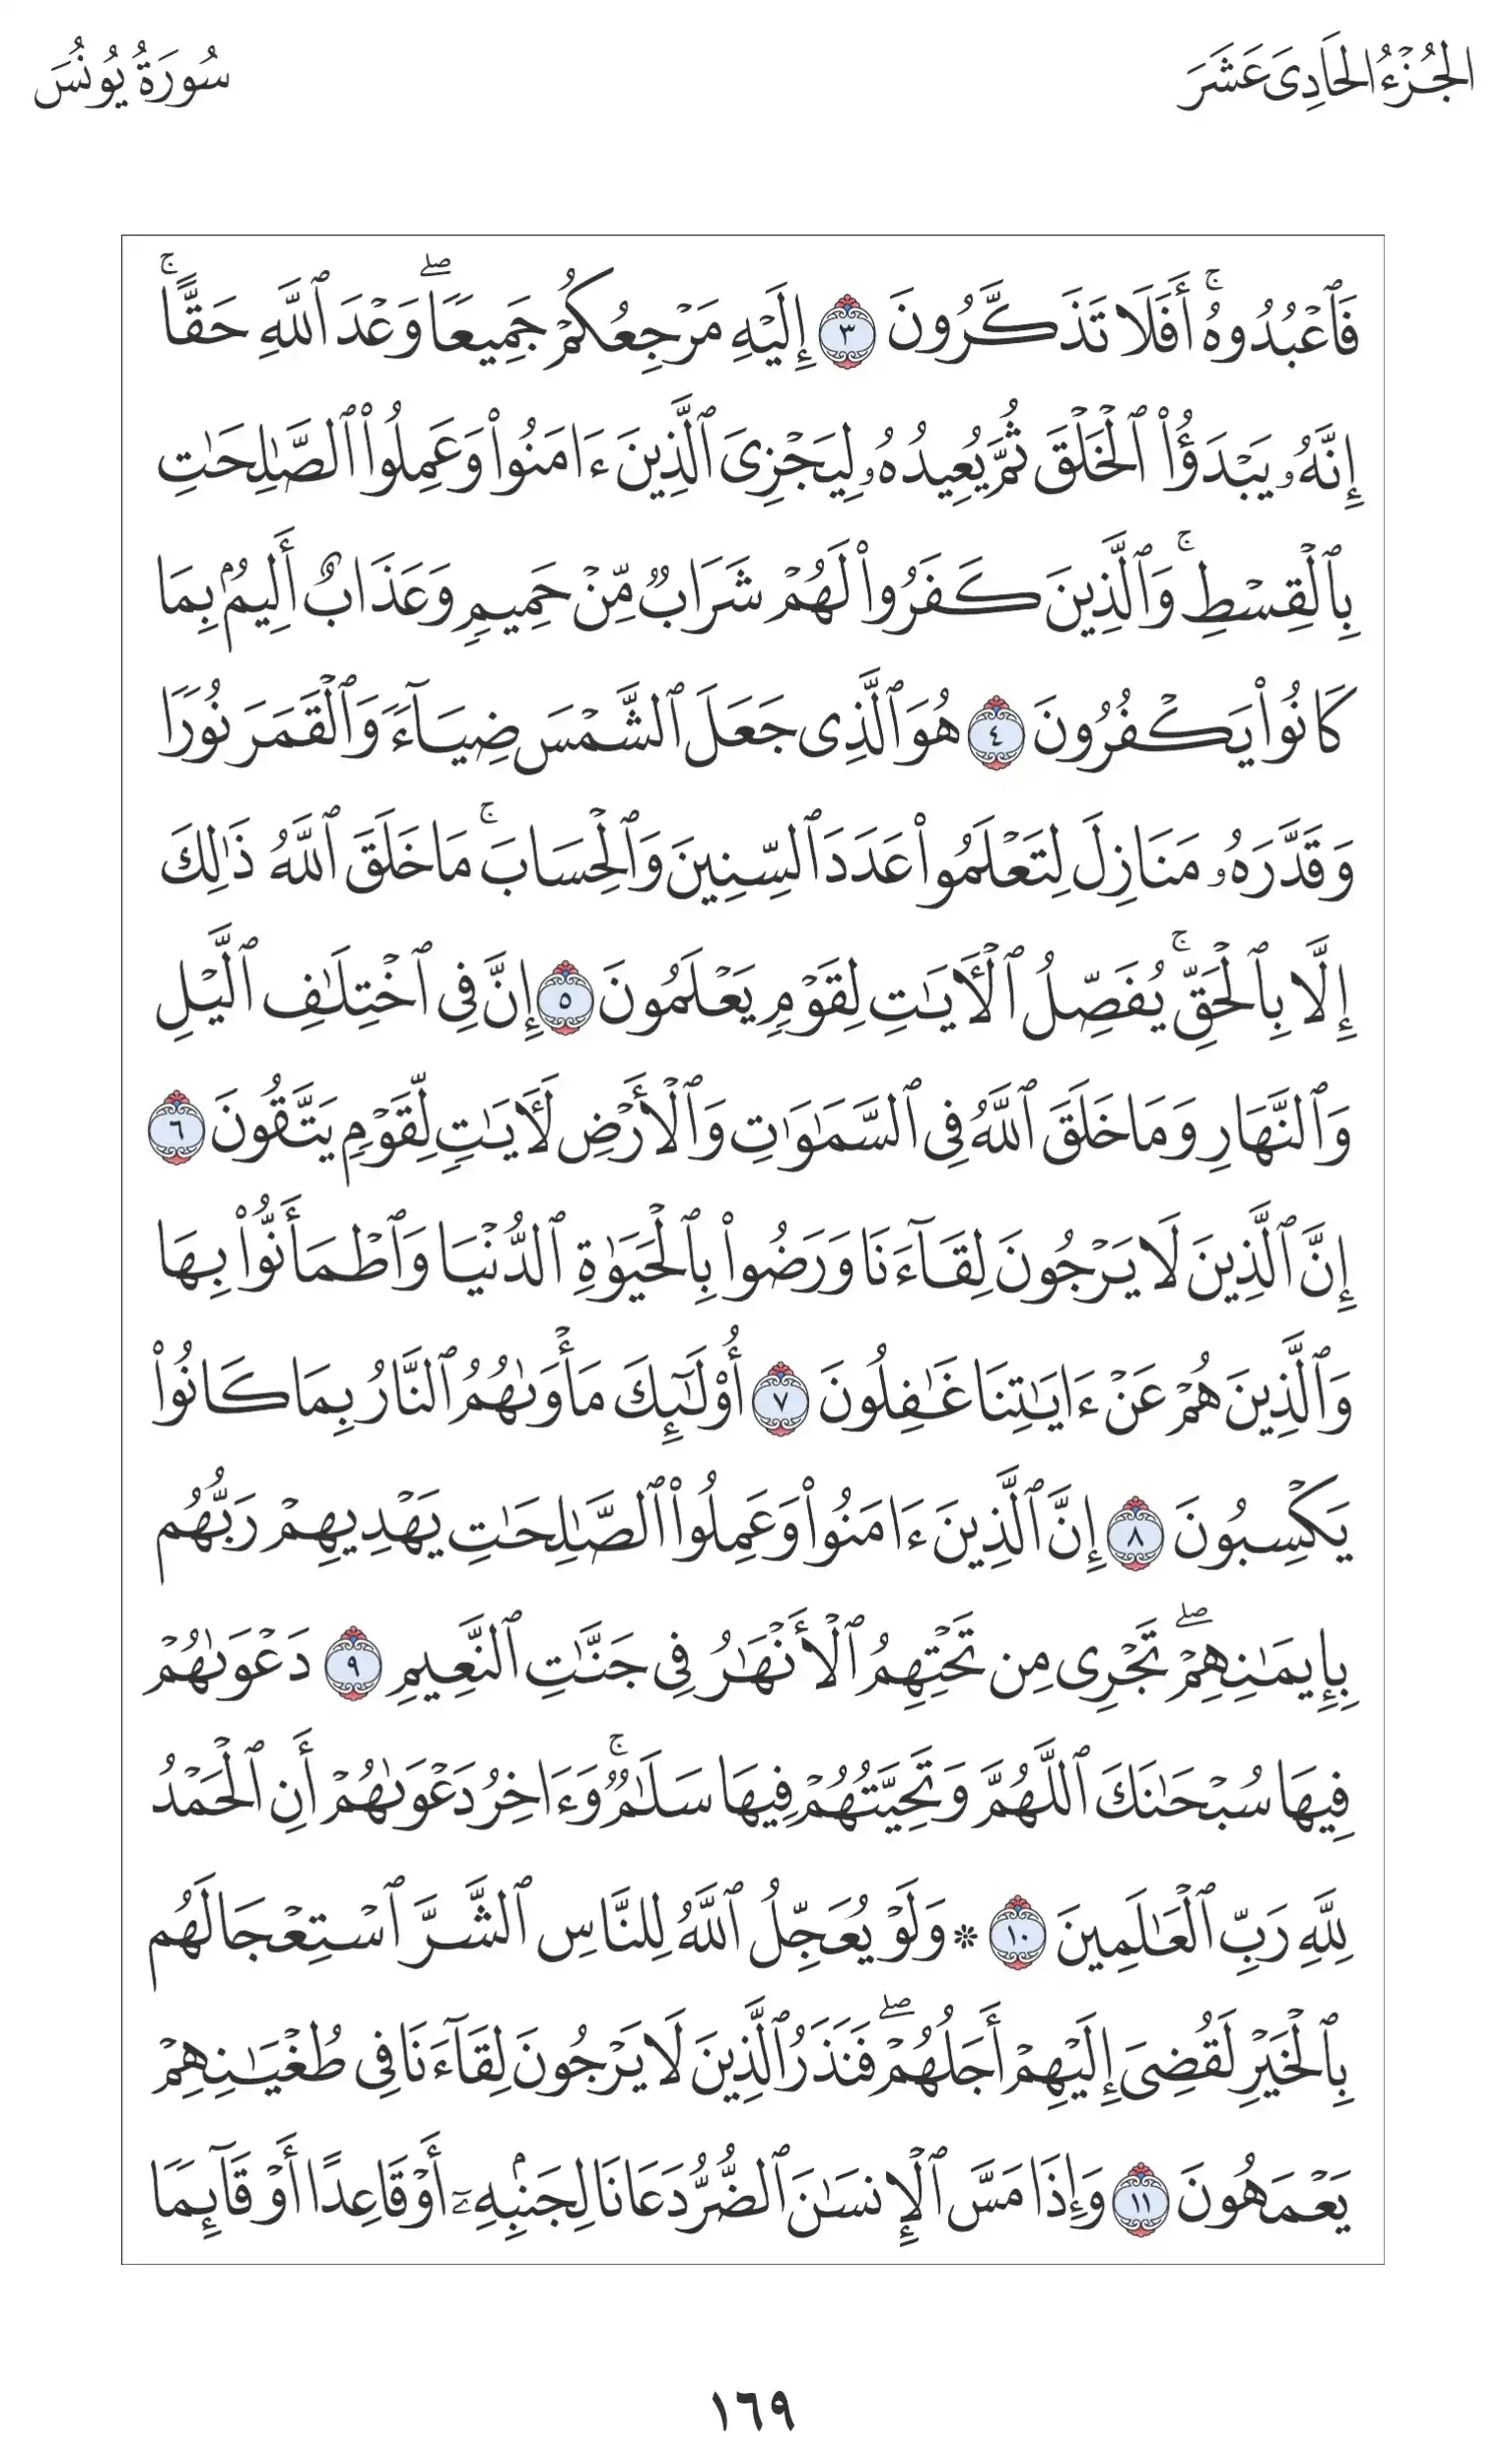 الجُزْءُ الحَادِى عَشَرَ
سُورَةُ يُونُسَ
فَٱعۡبُدُوهُۚ أَفَلَا تَذَكَّرُونَ ٣ إِلَيۡهِ مَرۡجِعُكُمۡ جَمِيعٗاۖ وَعۡدَ ٱللَّهِ حَقًّاۚ
إِنَّهُۥ يَبۡدَؤُاْ ٱلۡخَلۡقَ ثُمَّ يُعِيدُهُۥ لِيَجۡزِيَ ٱلَّذِينَ ءَامَنُواْ وَعَمِلُواْ ٱلصَّٰلِحَٰتِ
بِٱلۡقِسۡطِۚ وَٱلَّذِينَ كَفَرُواْ لَهُمۡ شَرَابٞ مِّنۡ حَمِيمٖ وَعَذَابٌ أَلِيمُۢ بِمَا
كَانُواْ يَكۡفُرُونَ ٤ هُوَ ٱلَّذِي جَعَلَ ٱلشَّمۡسَ ضِيَآءٗ وَٱلۡقَمَرَ نُورٗا
وَقَدَّرَهُۥ مَنَازِلَ لِتَعۡلَمُواْ عَدَدَ ٱلسِّنِينَ وَٱلۡحِسَابَۚ مَا خَلَقَ ٱللَّهُ ذَٰلِكَ
إِلَّا بِٱلۡحَقِّۚ يُفَصِّلُ ٱلۡأٓيَٰتِ لِقَوۡمٖ يَعۡلَمُونَ ٥ إِنَّ فِي ٱخۡتِلَٰفِ ٱلَّيۡلِ
وَٱلنَّهَارِ وَمَا خَلَقَ ٱللَّهُ فِي ٱلسَّمَٰوَٰتِ وَٱلۡأَرۡضِ لَأٓيَٰتٖ لِّقَوۡمٖ يَتَّقُونَ ٦
إِنَّ ٱلَّذِينَ لَا يَرۡجُونَ لِقَآءَنَا وَرَضُواْ بِٱلۡحَيَوٰةِ ٱلدُّنۡيَا وَٱطۡمَأَنُّواْ بِهَا
وَٱلَّذِينَ هُمۡ عَنۡ ءَايَٰتِنَا غَٰفِلُونَ ٧ أُوْلَٰٓئِكَ مَأۡوَىٰهُمُ ٱلنَّارُ بِمَا كَانُواْ
يَكۡسِبُونَ ٨ إِنَّ ٱلَّذِينَ ءَامَنُواْ وَعَمِلُواْ ٱلصَّٰلِحَٰتِ يَهۡدِيهِمۡ رَبُّهُم
بِإِيمَٰنِهِمۡۖ تَجۡرِي مِن تَحۡتِهِمُ ٱلۡأَنۡهَٰرُ فِي جَنَّٰتِ ٱلنَّعِيمِ ٩ دَعۡوَىٰهُمۡ
فِيهَا سُبۡحَٰنَكَ ٱللَّهُمَّ وَتَحِيَّتُهُمۡ فِيهَا سَلَٰمٞۚ وَءَاخِرُ دَعۡوَىٰهُمۡ أَنِ ٱلۡحَمۡدُ
لِلَّهِ رَبِّ ٱلۡعَٰلَمِينَ ١٠ ۞ وَلَوۡ يُعَجِّلُ ٱللَّهُ لِلنَّاسِ ٱلشَّرَّ ٱسۡتِعۡجَالَهُم
بِٱلۡخَيۡرِ لَقُضِيَ إِلَيۡهِمۡ أَجَلُهُمۡۖ فَنَذَرُ ٱلَّذِينَ لَا يَرۡجُونَ لِقَآءَنَا فِي طُغۡيَٰنِهِمۡ
يَعۡمَهُونَ ١١ وَإِذَا مَسَّ ٱلۡإِنسَٰنَ ٱلضُّرُّ دَعَانَا لِجَنۢبِهِۦٓ أَوۡ قَاعِدًا أَوۡ قَآئِمٗا
١٦٩